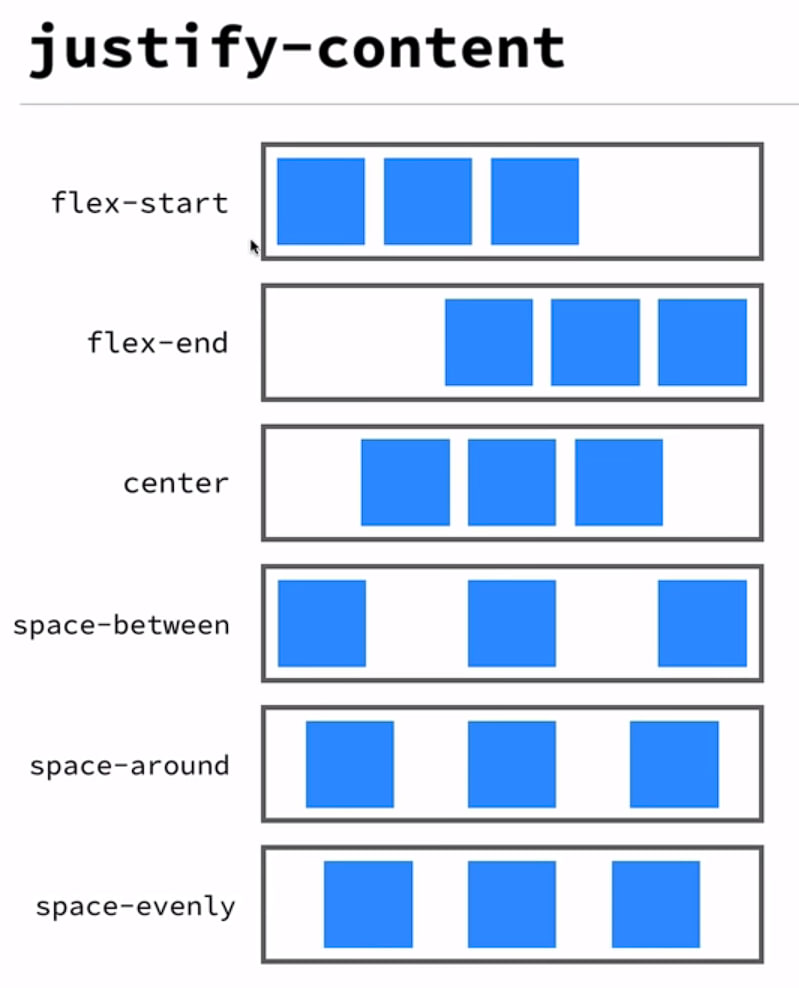 justify-content
flex-start
flex-end
center
space-between
space-around
space-evenly